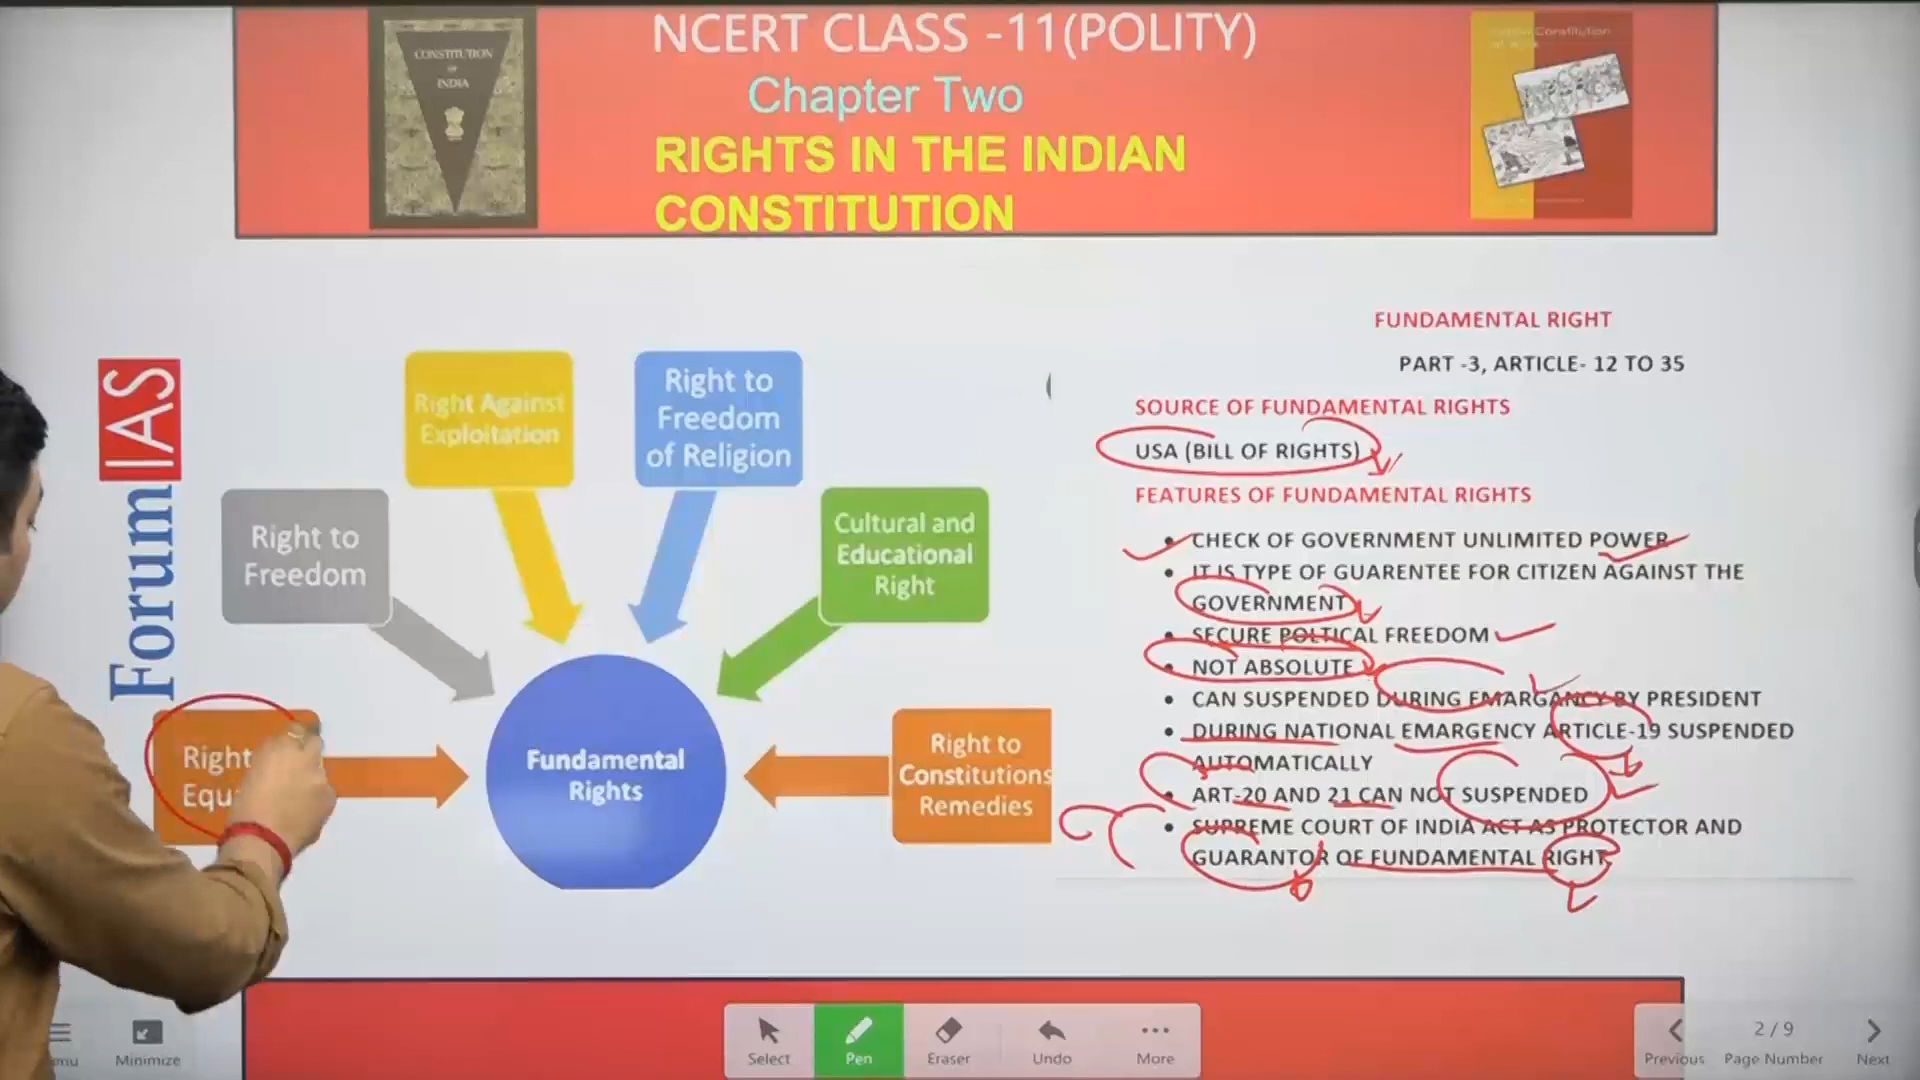 CONSTITUTION
OF
INDIA
NCERT CLASS -11(POLITY)
Chapter Two
RIGHTS IN THE INDIAN
CONSTITUTION
Forum|IAS
Right Against
Exploitation
Right to
Freedom
of Religion
Right to
Freedom
Cultural and
Educational
Right
Right
Equ
Fundamental
Rights
Right to
Constitutions
Remedies
FUNDAMENTAL RIGHT
PART -3, ARTICLE- 12 TO 35
SOURCE OF FUNDAMENTAL RIGHTS
USA (BILL OF RIGHTS)
FEATURES OF FUNDAMENTAL RIGHTS
• CHECK OF GOVERNMENT UNLIMITED POWER
• IT IS TYPE OF GUARENTEE FOR CITIZEN AGAINST THE
GOVERNMENT
• SECURE POLTICAL FREEDOM
• NOT ABSOLUTE
• CAN SUSPENDED DURING EMARGANCY BY PRESIDENT
• DURING NATIONAL EMARGENCY ARTICLE-19 SUSPENDED
AUTOMATICALLY
• ART-20 AND 21 CAN NOT SUSPENDED
• SUPREME COURT OF INDIA ACT AS PROTECTOR AND
GUARANTOR OF FUNDAMENTAL RIGHT
Minimize
Select
Pen
Eraser
Undo
More
Previous
2 / 9
Page Number
Next